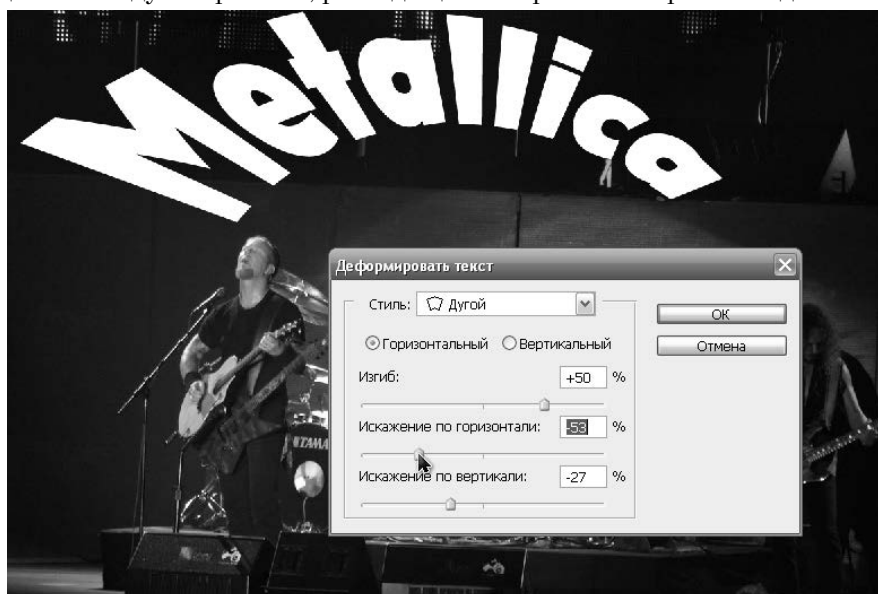 Metallica
Деформировать текст
Стиль: Дугой
Горизонтальный Вертикальный
Изгиб: +50 %
Искажение по горизонтали: -53 %
Искажение по вертикали: -27 %
OK
Отмена
TAMA